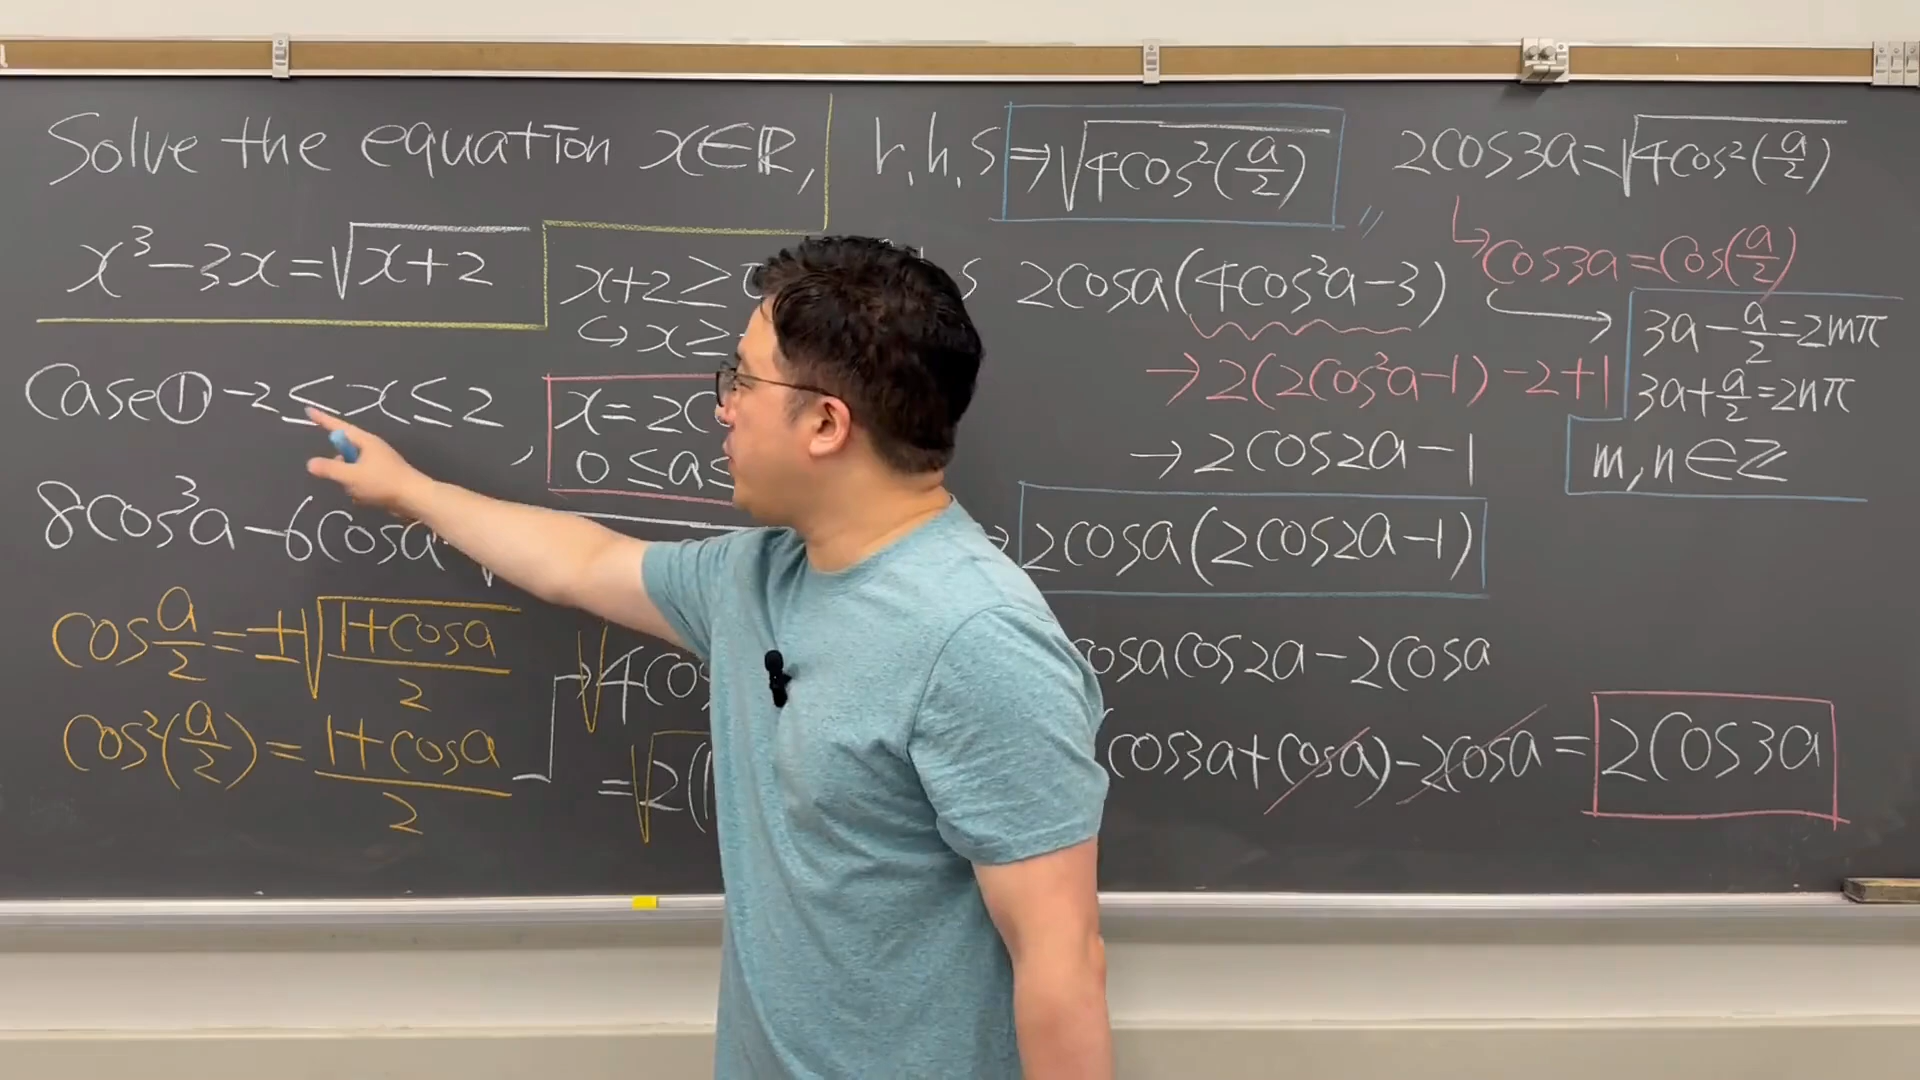 Solve the equation x∈ℝ,
x³-3x=√(x+2)
x+2≥
↪x≥
Case① -2≤x≤2,
x=2
0≤a≤
8cos³a-6cosa
cos a/2=±√((1+cosa)/2)
cos²(a/2)=(1+cosa)/2
→√4cos
=√2(
r.h.s⇒√(4cos²(a/2))
s 2cosa(4cos²a-3)
→2(2cos²a-1)-2+1
→2cos2a-1
2cosa(2cos2a-1)
cosacos2a-2cosa
(cos3a+cosa)-2cosa=2cos3a
2cos3a=√(4cos²(a/2))
↳cos3a=cos(a/2)
→3a-a/2=2mπ
3a+a/2=2nπ
m,n∈ℤ